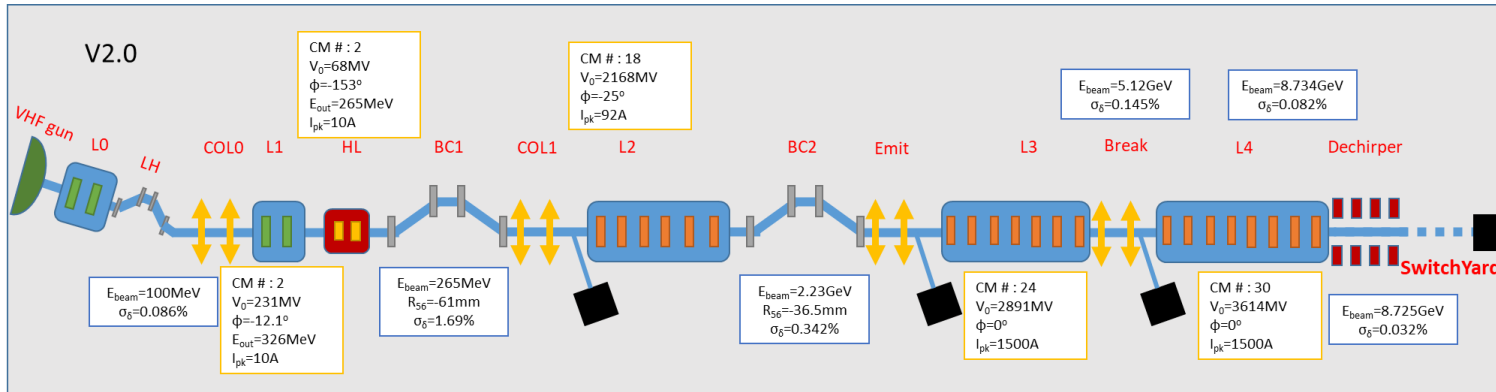 V2.0
VHF gun
L0
LH
COL0
L1
HL
BC1
COL1
L2
BC2
Emit
L3
Break
L4
Dechirper
CM # : 2
V₀=68MV
ϕ=-153°
Eout=265MeV
Ipk=10A
CM # : 18
V₀=2168MV
ϕ=-25°
Ipk=92A
Ebeam=5.12GeV
σδ=0.145%
Ebeam=8.734GeV
σδ=0.082%
Ebeam=100MeV
σδ=0.086%
CM # : 2
V₀=231MV
ϕ=-12.1°
Eout=326MeV
Ipk=10A
Ebeam=265MeV
R₅₆=-61mm
σδ=1.69%
Ebeam=2.23GeV
R₅₆=-36.5mm
σδ=0.342%
CM # : 24
V₀=2891MV
ϕ=0°
Ipk=1500A
CM # : 30
V₀=3614MV
ϕ=0°
Ipk=1500A
SwitchYard
Ebeam=8.725GeV
σδ=0.032%